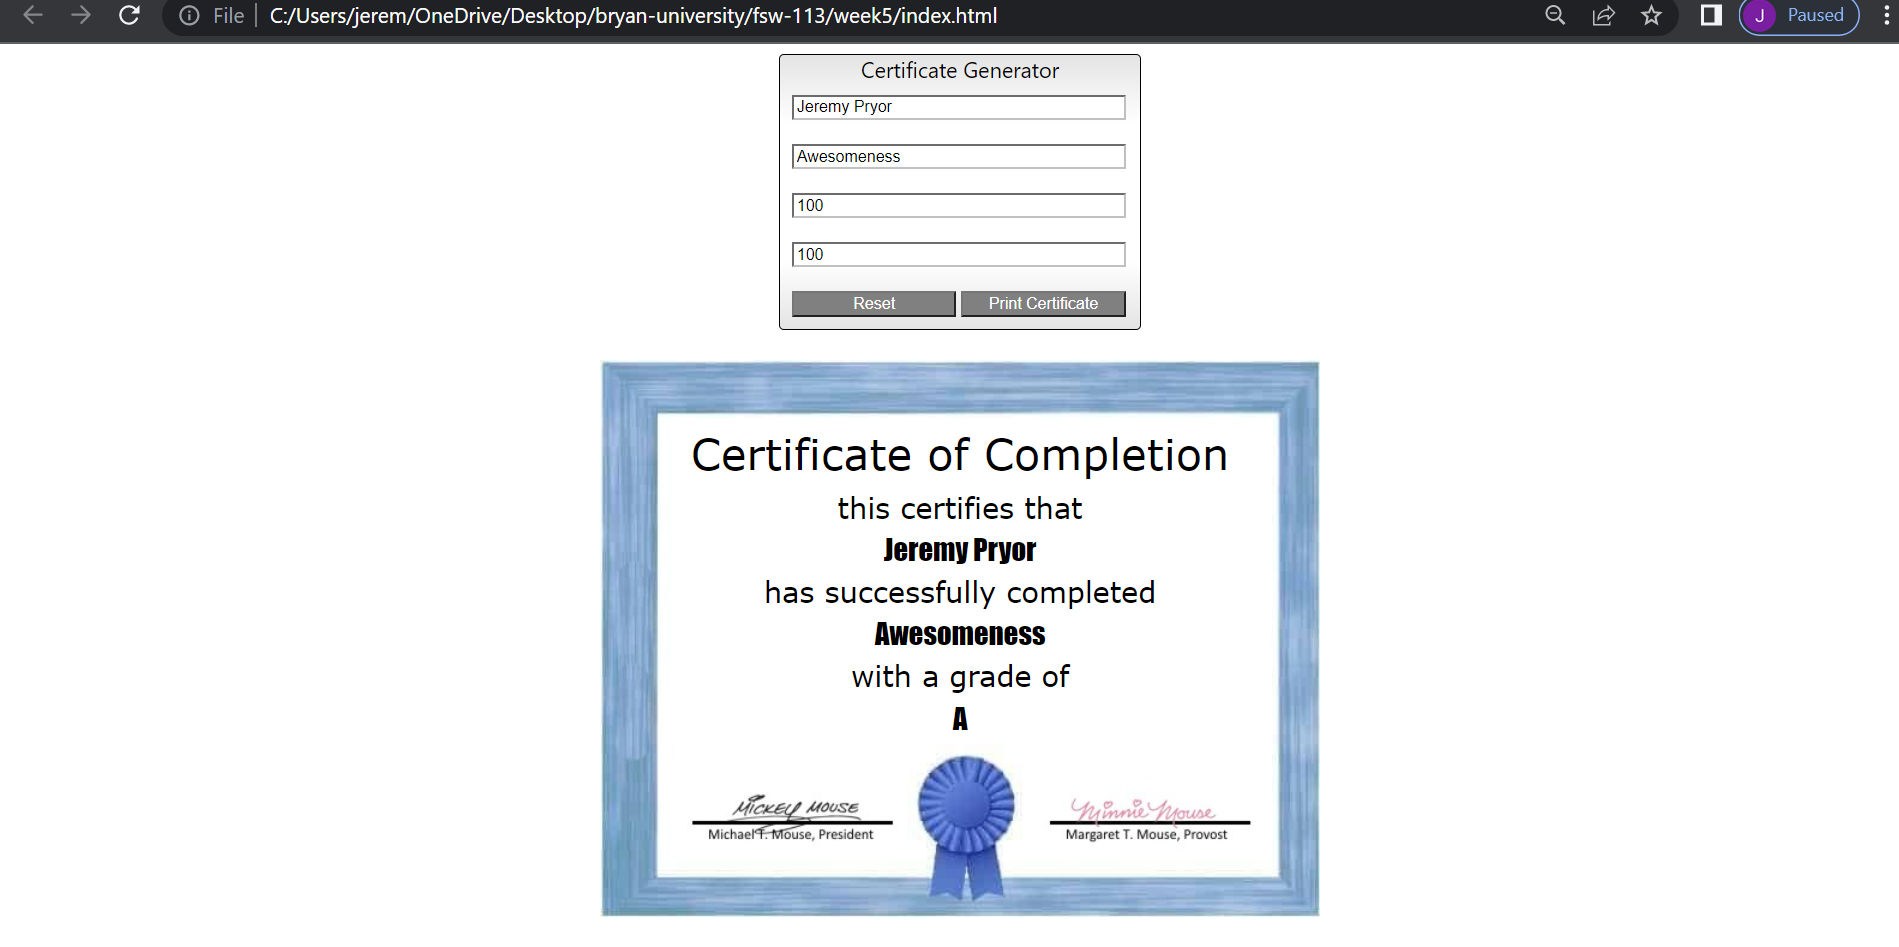 File C:/Users/jerem/OneDrive/Desktop/bryan-university/fsw-113/week5/index.html J Paused
Certificate Generator
Jeremy Pryor
Awesomeness
100
100
Reset Print Certificate
Certificate of Completion
this certifies that
Jeremy Pryor
has successfully completed
Awesomeness
with a grade of
A
Mickey Mouse Minnie Mouse
Michael T. Mouse, President Margaret T. Mouse, Provost